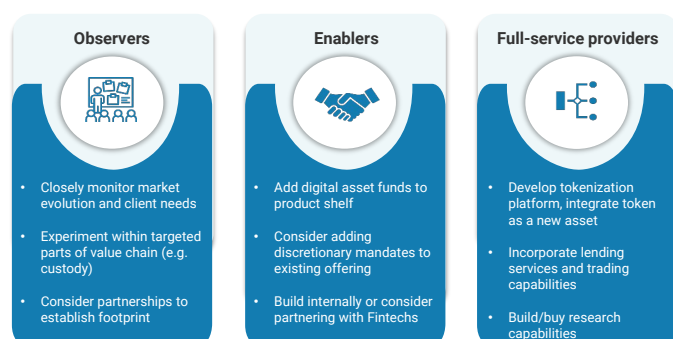 Observers
• Closely monitor market
evolution and client needs
• Experiment within targeted
parts of value chain (e.g.
custody)
• Consider partnerships to
establish footprint
Enablers
• Add digital asset funds to
product shelf
• Consider adding
discretionary mandates to
existing offering
• Build internally or consider
partnering with Fintechs
Full-service providers
• Develop tokenization
platform, integrate token
as a new asset
• Incorporate lending
services and trading
capabilities
• Build/buy research
capabilities